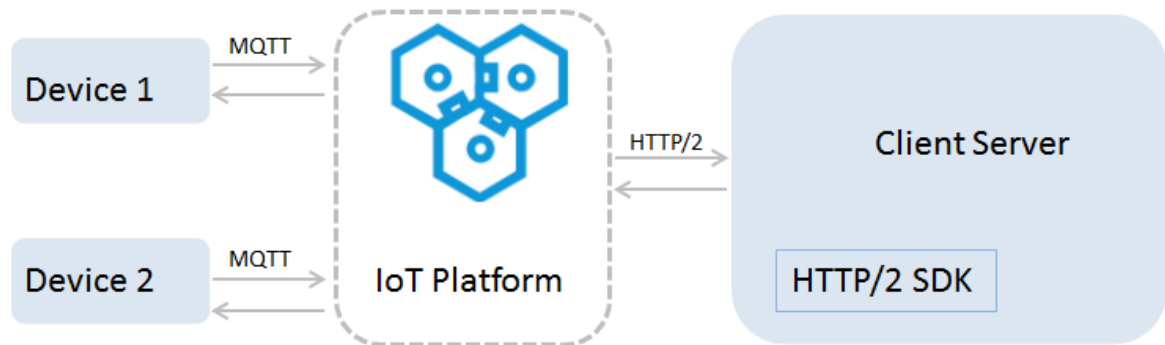 Device 1
MQTT
IoT Platform
HTTP/2
Client Server
HTTP/2 SDK
Device 2
MQTT